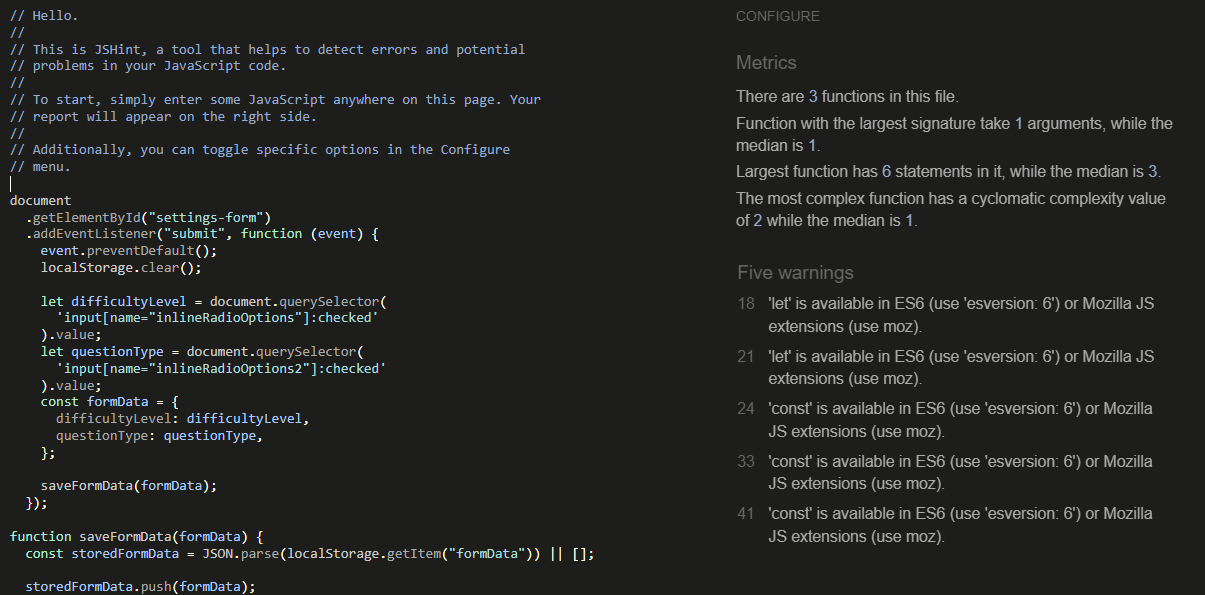 // Hello.
//
// This is JSHint, a tool that helps to detect errors and potential
// problems in your JavaScript code.
//
// To start, simply enter some JavaScript anywhere on this page. Your
// report will appear on the right side.
//
// Additionally, you can toggle specific options in the Configure
// menu.
document
  .getElementById("settings-form")
  .addEventListener("submit", function (event) {
    event.preventDefault();
    localStorage.clear();
    let difficultyLevel = document.querySelector(
      'input[name="inlineRadioOptions"]:checked'
    ).value;
    let questionType = document.querySelector(
      'input[name="inlineRadioOptions2"]:checked'
    ).value;
    const formData = {
      difficultyLevel: difficultyLevel,
      questionType: questionType,
    };
    saveFormData(formData);
  });
function saveFormData(formData) {
  const storedFormData = JSON.parse(localStorage.getItem("formData")) || [];
  storedFormData.push(formData);
CONFIGURE
Metrics
There are 3 functions in this file.
Function with the largest signature take 1 arguments, while the
median is 1.
Largest function has 6 statements in it, while the median is 3.
The most complex function has a cyclomatic complexity value
of 2 while the median is 1.
Five warnings
18 'let' is available in ES6 (use 'esversion: 6') or Mozilla JS
extensions (use moz).
21 'let' is available in ES6 (use 'esversion: 6') or Mozilla JS
extensions (use moz).
24 'const' is available in ES6 (use 'esversion: 6') or Mozilla
JS extensions (use moz).
33 'const' is available in ES6 (use 'esversion: 6') or Mozilla
JS extensions (use moz).
41 'const' is available in ES6 (use 'esversion: 6') or Mozilla
JS extensions (use moz).